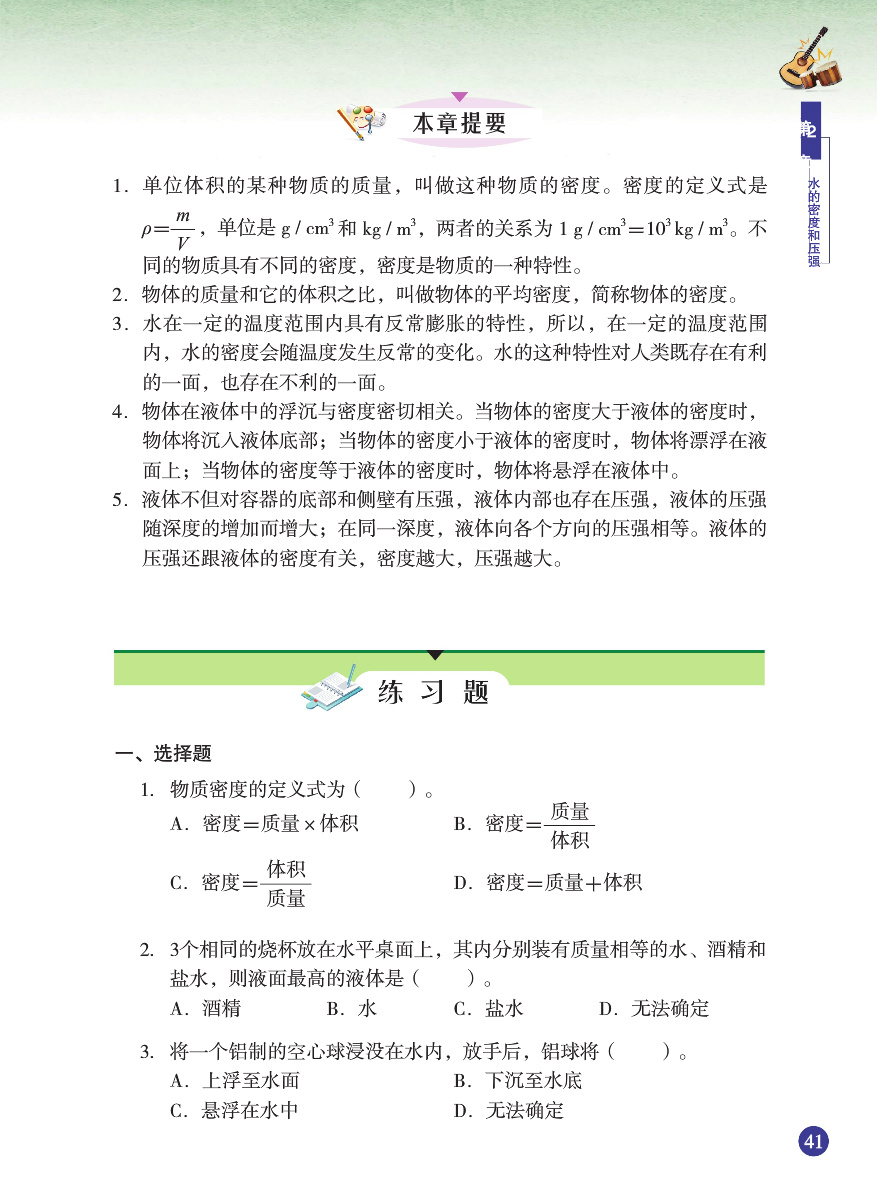 本章提要
第2章
水的密度和压强
1. 单位体积的某种物质的质量，叫做这种物质的密度。密度的定义式是
ρ=m/V，单位是 g / cm³ 和 kg / m³，两者的关系为 1 g / cm³=10³ kg / m³。不
同的物质具有不同的密度，密度是物质的一种特性。
2. 物体的质量和它的体积之比，叫做物体的平均密度，简称物体的密度。
3. 水在一定的温度范围内具有反常膨胀的特性，所以，在一定的温度范围
内，水的密度会随温度发生反常的变化。水的这种特性对人类既存在有利
的一面，也存在不利的一面。
4. 物体在液体中的浮沉与密度密切相关。当物体的密度大于液体的密度时，
物体将沉入液体底部；当物体的密度小于液体的密度时，物体将漂浮在液
面上；当物体的密度等于液体的密度时，物体将悬浮在液体中。
5. 液体不但对容器的底部和侧壁有压强，液体内部也存在压强，液体的压强
随深度的增加而增大；在同一深度，液体向各个方向的压强相等。液体的
压强还跟液体的密度有关，密度越大，压强越大。
练 习 题
一、选择题
1. 物质密度的定义式为（　　）。
A. 密度=质量×体积 B. 密度=质量/体积
C. 密度=体积/质量 D. 密度=质量+体积
2. 3个相同的烧杯放在水平桌面上，其内分别装有质量相等的水、酒精和
盐水，则液面最高的液体是（　　）。
A. 酒精 B. 水 C. 盐水 D. 无法确定
3. 将一个铝制的空心球浸没在水内，放手后，铝球将（　　）。
A. 上浮至水面 B. 下沉至水底
C. 悬浮在水中 D. 无法确定
41